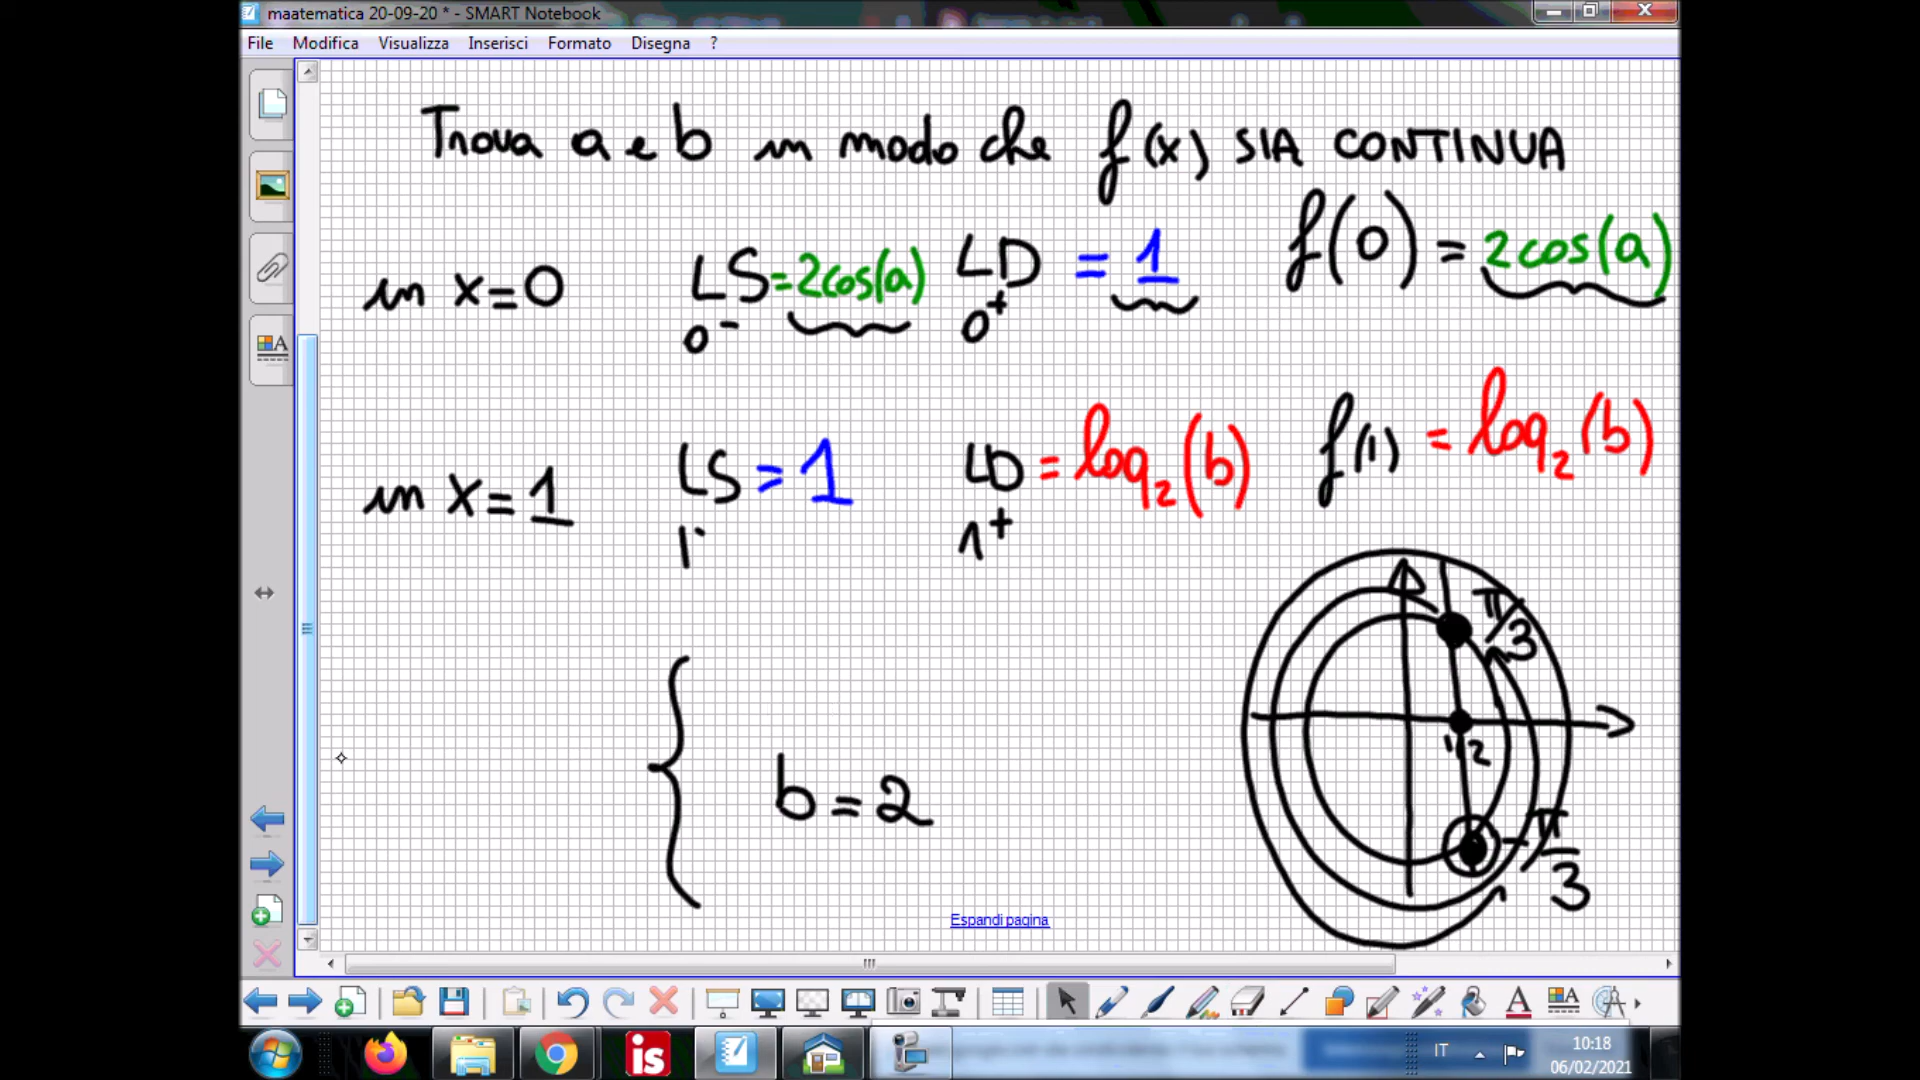 maatematica 20-09-20 * - SMART Notebook
File Modifica Visualizza Inserisci Formato Disegna ?
Trova a e b in modo che f(x) SIA CONTINUA
in x=0 LS=2cos(a) LD = 1 f(0) = 2cos(a)
0⁻ 0⁺
in x=1 LS=1 LD=log₂(b) f(1)=log₂(b)
1⁻ 1⁺
π/3
1/2
b=2
-π/3
Espandi pagina
A
is
IT
10:18
06/02/2021